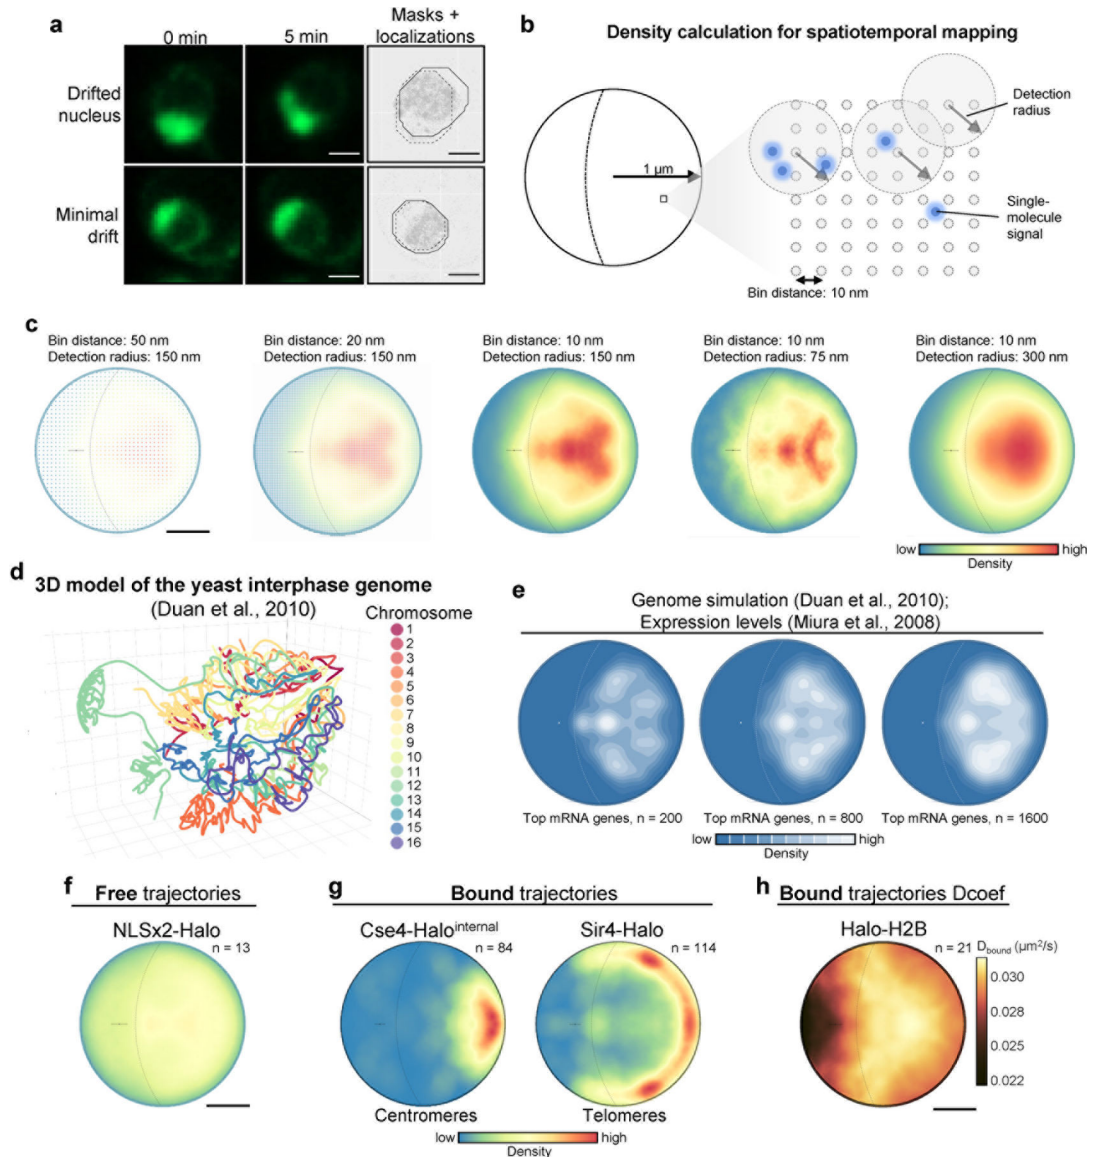 a
0 min
5 min
Masks +
localizations
Drifted
nucleus
Minimal
drift
b
Density calculation for spatiotemporal mapping
1 µm
Detection
radius
Single-
molecule
signal
Bin distance: 10 nm
c
Bin distance: 50 nm
Detection radius: 150 nm
Bin distance: 20 nm
Detection radius: 150 nm
Bin distance: 10 nm
Detection radius: 150 nm
Bin distance: 10 nm
Detection radius: 75 nm
Bin distance: 10 nm
Detection radius: 300 nm
low
high
Density
d
3D model of the yeast interphase genome
(Duan et al., 2010)
Chromosome
1
2
3
4
5
6
7
8
9
10
11
12
13
14
15
16
e
Genome simulation (Duan et al., 2010);
Expression levels (Miura et al., 2008)
Top mRNA genes, n = 200
Top mRNA genes, n = 800
Top mRNA genes, n = 1600
low
high
Density
f
Free trajectories
NLSx2-Halo
n = 13
g
Bound trajectories
Cse4-Halo^internal
n = 84
Sir4-Halo
n = 114
Centromeres
Telomeres
low
high
Density
h
Bound trajectories Dcoef
Halo-H2B
n = 21
D_bound (µm²/s)
0.030
0.028
0.025
0.022